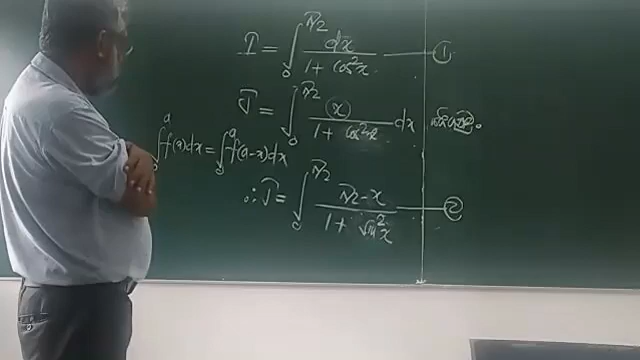 I = ∫₀^{π/2} dx / (1 + cos²x) —— ①
J = ∫₀^{π/2} x / (1 + cos²x) dx
∫₀^a f(x)dx = ∫₀^a f(a-x)dx
∴ J = ∫₀^{π/2} (π/2 - x) / (1 + sin²x) —— ②